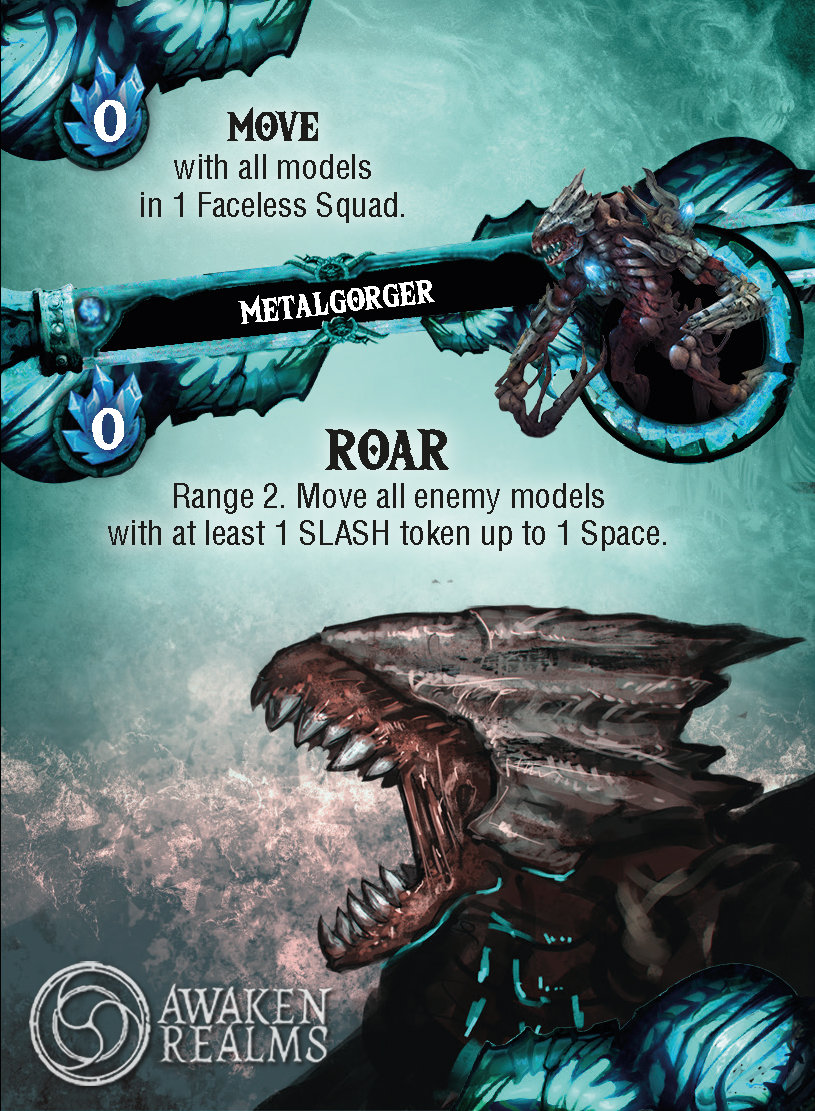 0
MOVE
with all models
in 1 Faceless Squad.
METALGORGER
0
ROAR
Range 2. Move all enemy models
with at least 1 SLASH token up to 1 Space.
AWAKEN
REALMS